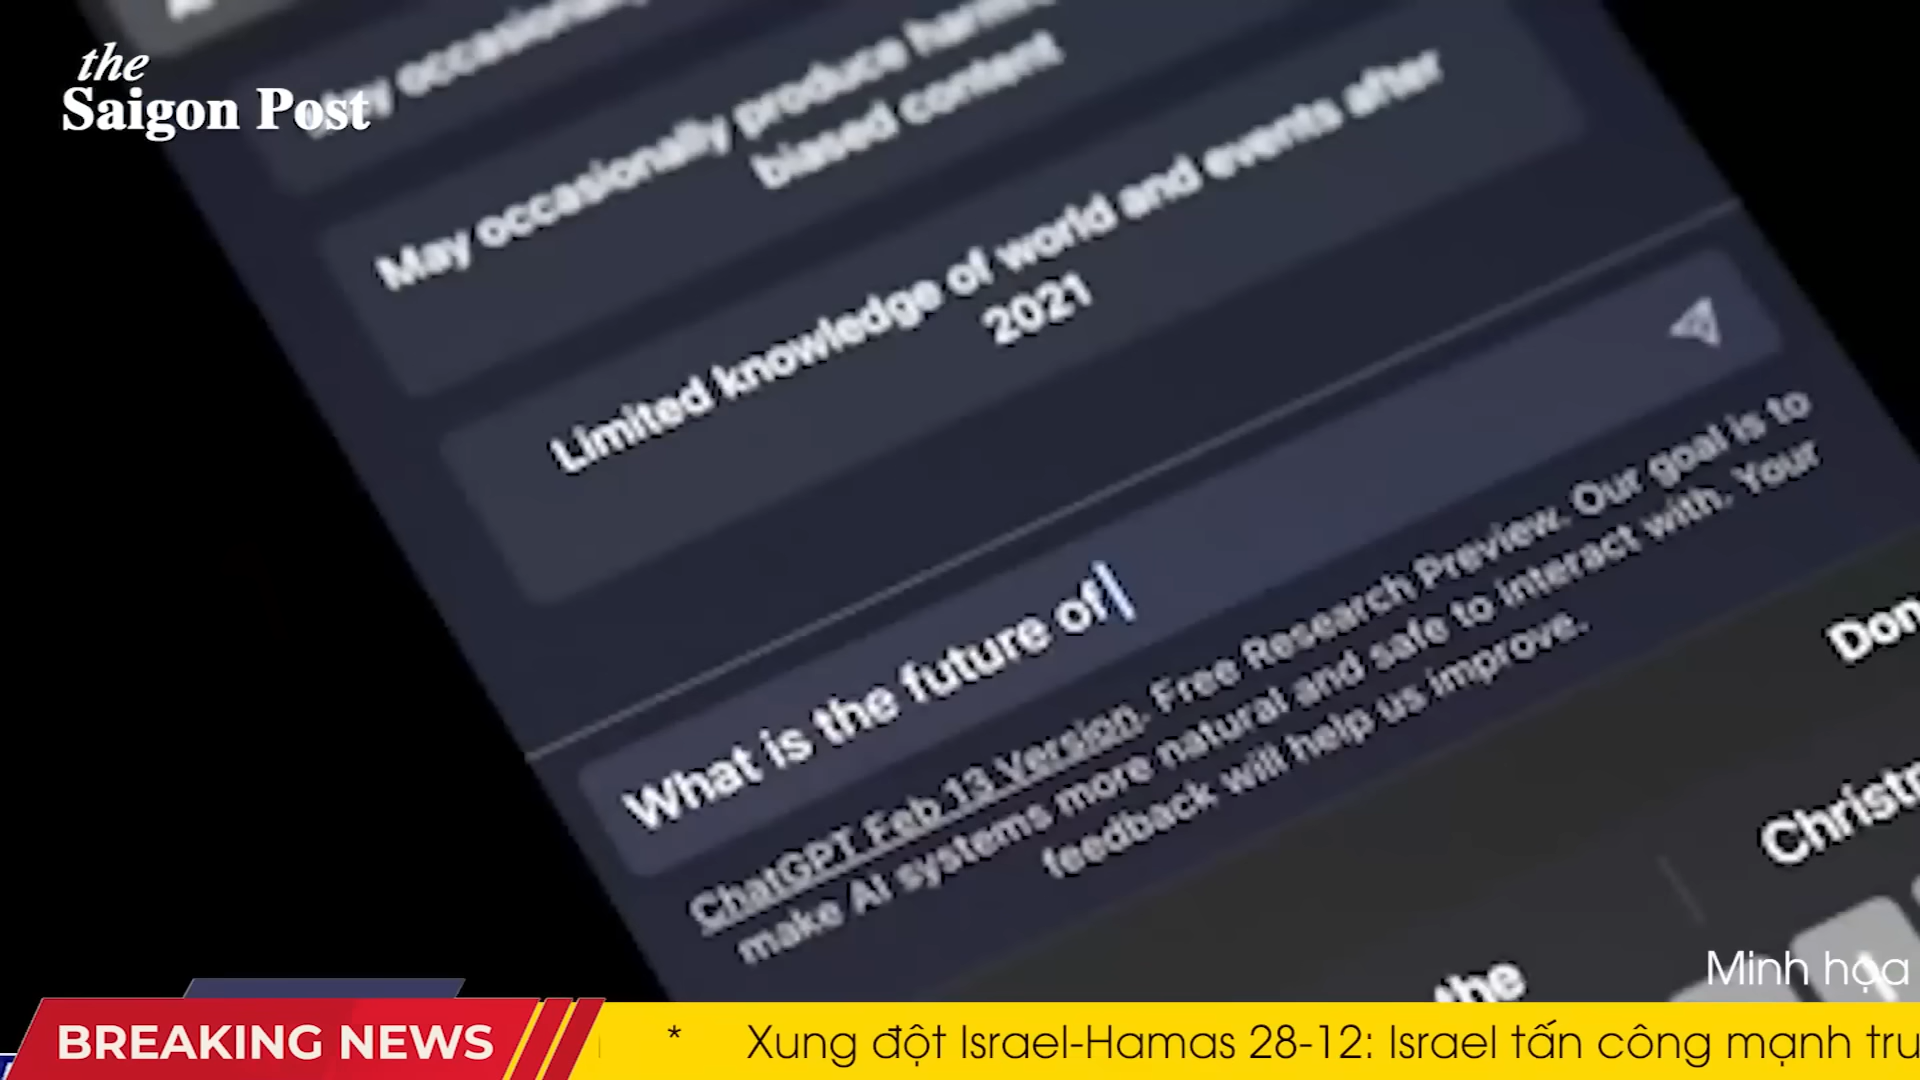 the
Saigon Post
May occasionally
May occasionally produce
biased content
Limited knowledge of world and events after
2021
What is the future of
ChatGPT Feb 13 Version. Free Research Preview. Our goal is to
make AI systems more natural and safe to interact with. Your
feedback will help us improve.
the
Minh họa
BREAKING NEWS
* Xung đột Israel-Hamas 28-12: Israel tấn công mạnh